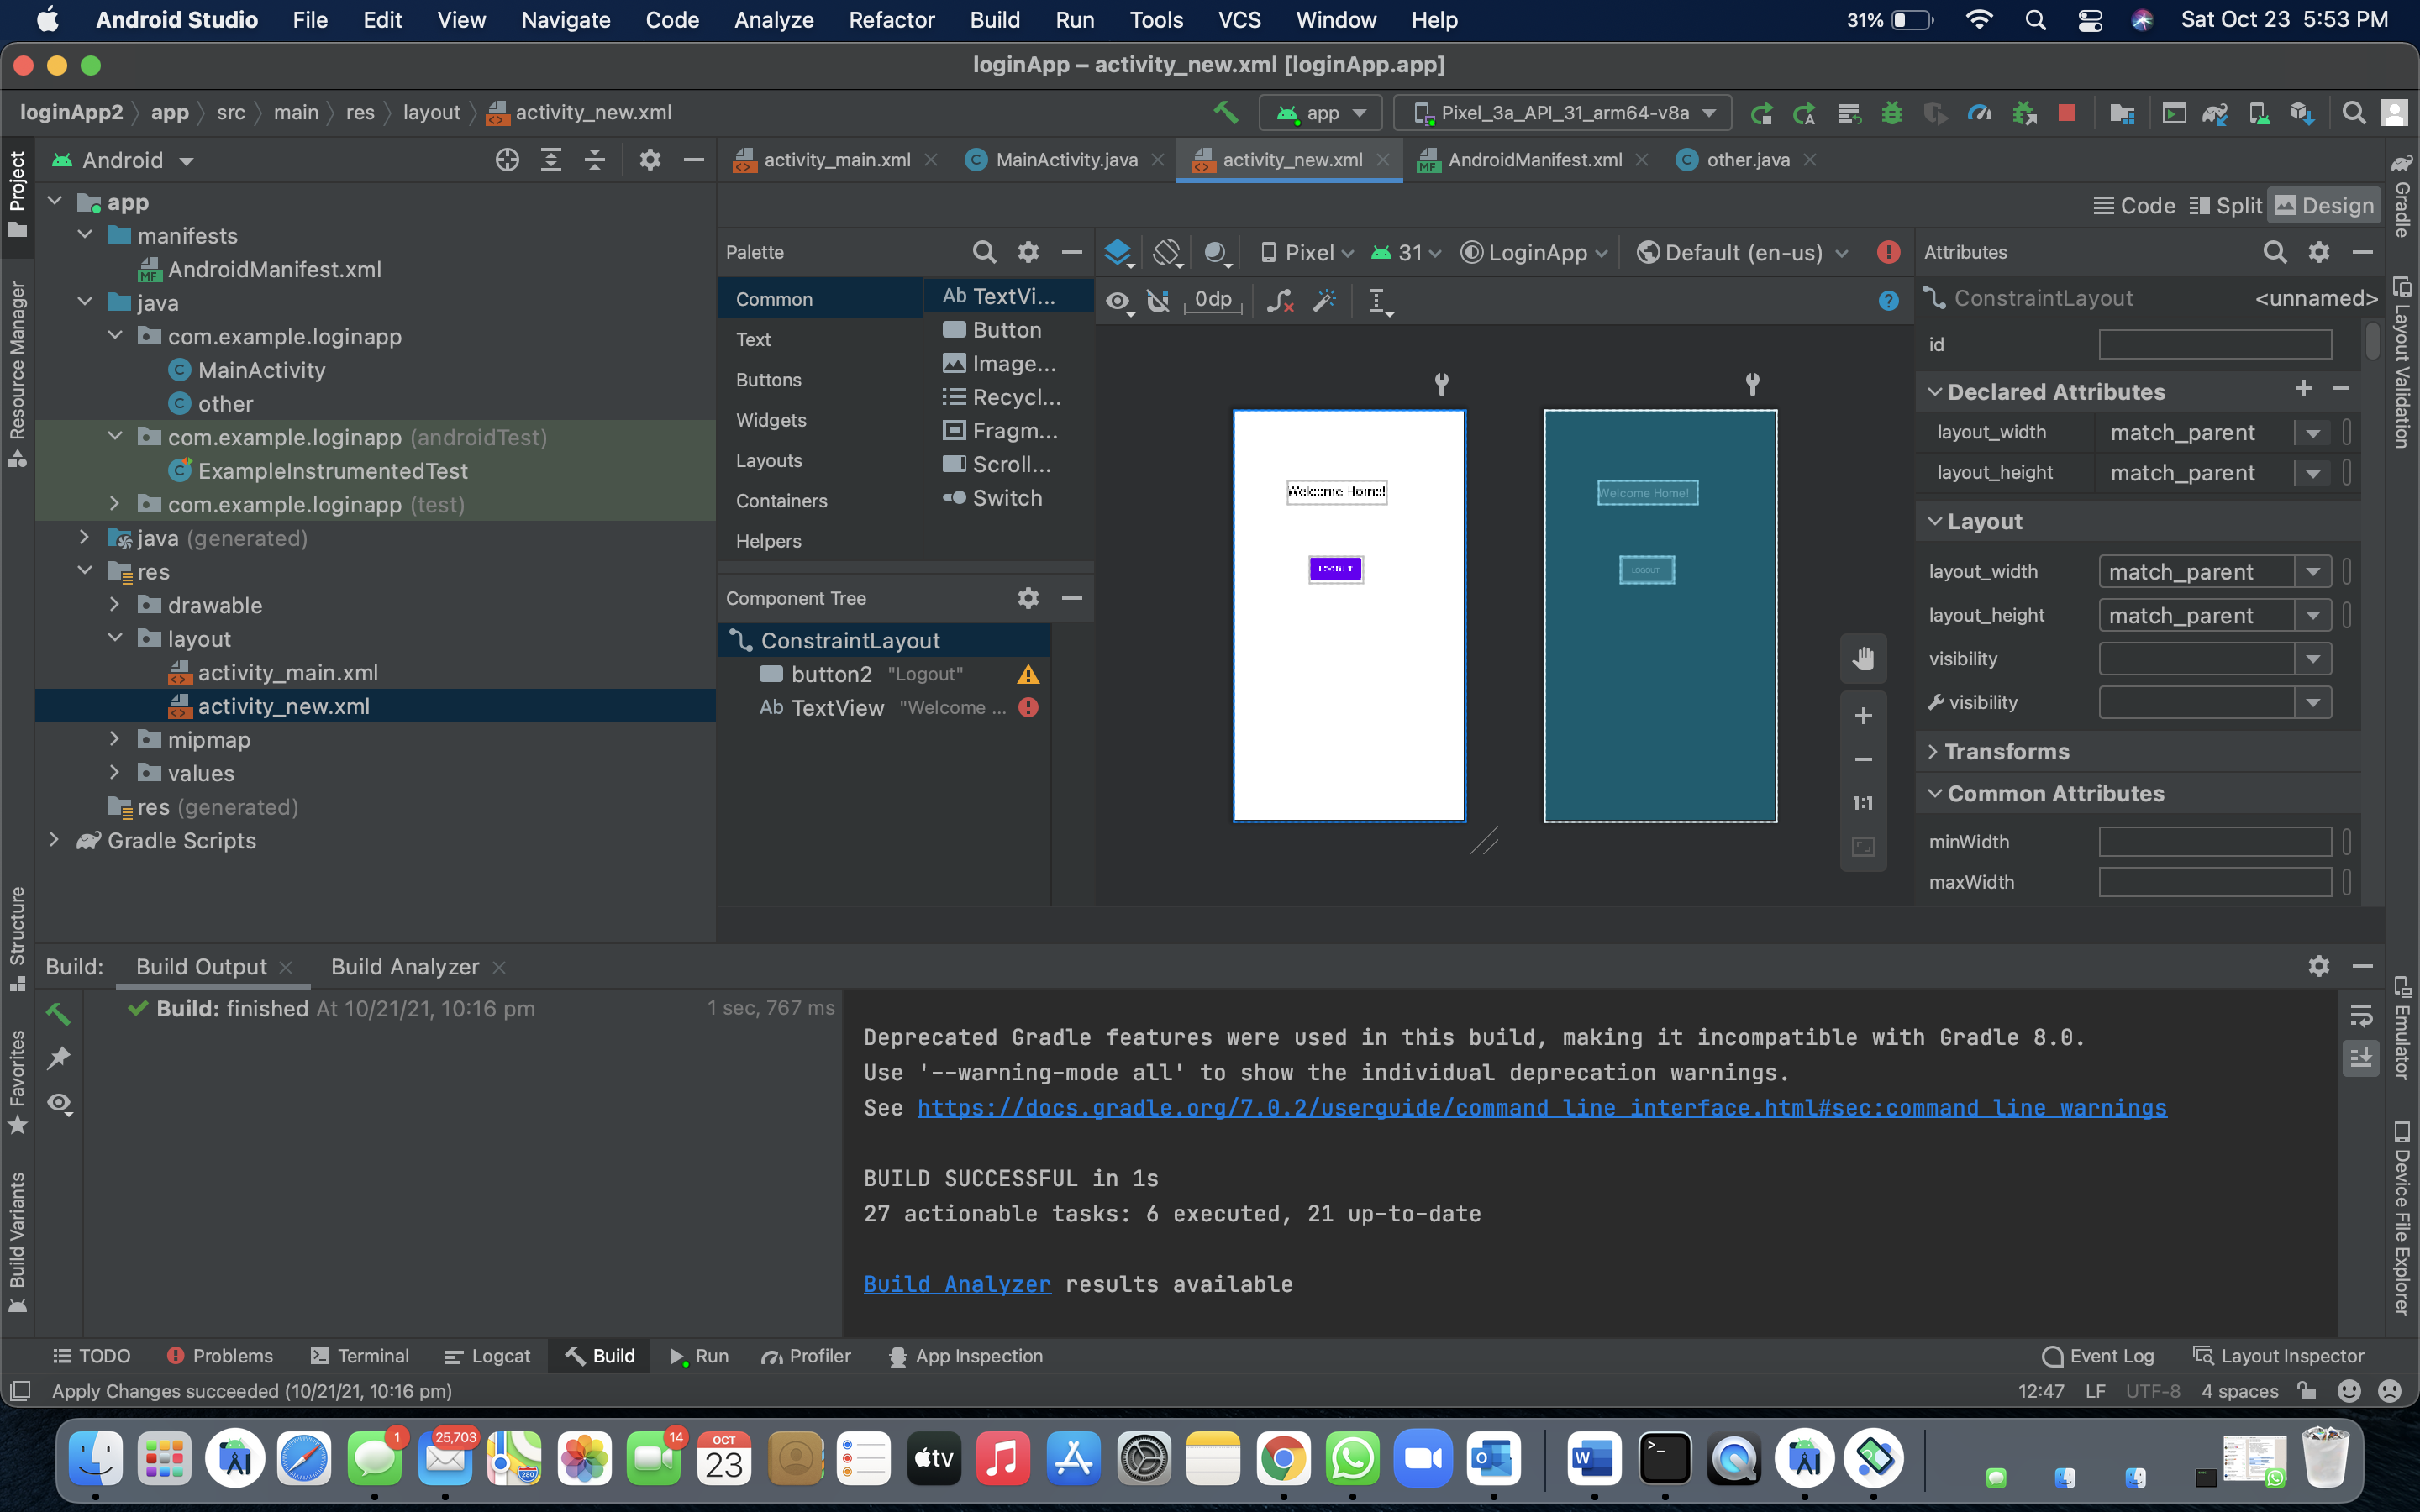 Android Studio File Edit View Navigate Code Analyze Refactor Build Run Tools VCS Window Help 31% Sat Oct 23 5:53 PM
loginApp – activity_new.xml [loginApp.app]
loginApp2 app src main res layout activity_new.xml app Pixel_3a_API_31_arm64-v8a
Project
Android
activity_main.xml MainActivity.java activity_new.xml AndroidManifest.xml other.java
Gradle
app
manifests
AndroidManifest.xml
java
com.example.loginapp
MainActivity
other
com.example.loginapp (androidTest)
ExampleInstrumentedTest
com.example.loginapp (test)
java (generated)
res
drawable
layout
activity_main.xml
activity_new.xml
mipmap
values
res (generated)
Gradle Scripts
Resource Manager
Structure
Favorites
Build Variants
Code Split Design
Palette
Common
Text
Buttons
Widgets
Layouts
Containers
Helpers
Ab TextVi...
Button
Image...
Recycl...
Fragm...
Scroll...
Switch
Component Tree
ConstraintLayout
button2 "Logout"
Ab TextView "Welcome ...
Pixel 31 LoginApp Default (en-us)
0dp
Welcome Home!
Welcome Home!
LOGOUT
1:1
Attributes
ConstraintLayout <unnamed>
id
Declared Attributes
layout_width match_parent
layout_height match_parent
Layout
layout_width match_parent
layout_height match_parent
visibility
visibility
Transforms
Common Attributes
minWidth
maxWidth
Layout Validation
Emulator
Device File Explorer
Build: Build Output Build Analyzer
Build: finished At 10/21/21, 10:16 pm 1 sec, 767 ms
Deprecated Gradle features were used in this build, making it incompatible with Gradle 8.0.
Use '--warning-mode all' to show the individual deprecation warnings.
See https://docs.gradle.org/7.0.2/userguide/command_line_interface.html#sec:command_line_warnings
BUILD SUCCESSFUL in 1s
27 actionable tasks: 6 executed, 21 up-to-date
Build Analyzer results available
TODO Problems Terminal Logcat Build Run Profiler App Inspection Event Log Layout Inspector
Apply Changes succeeded (10/21/21, 10:16 pm) 12:47 LF UTF-8 4 spaces
1 25,703 280 14 OCT 23 tv